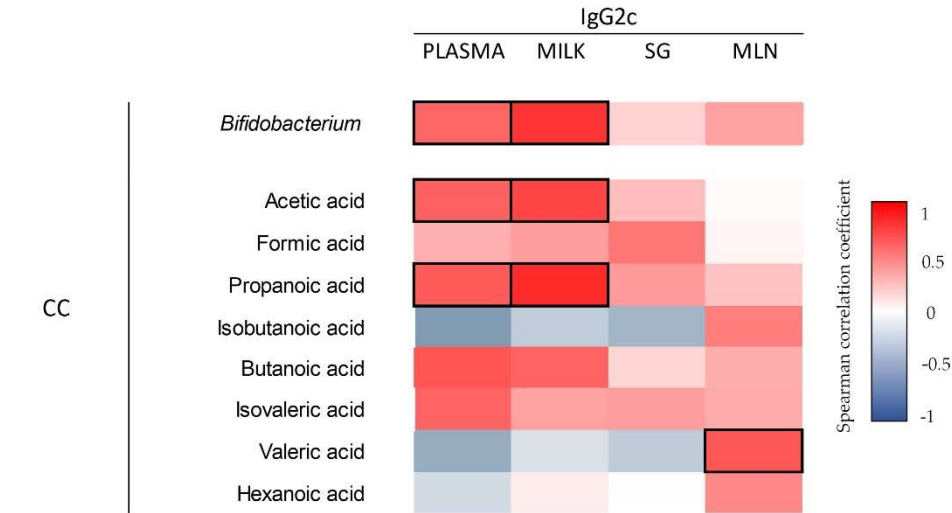 IgG2c
PLASMA MILK SG MLN
Bifidobacterium
Acetic acid
Formic acid
Propanoic acid
CC
Isobutanoic acid
Butanoic acid
Isovaleric acid
Valeric acid
Hexanoic acid
Spearman correlation coefficient
1
0.5
0
-0.5
-1